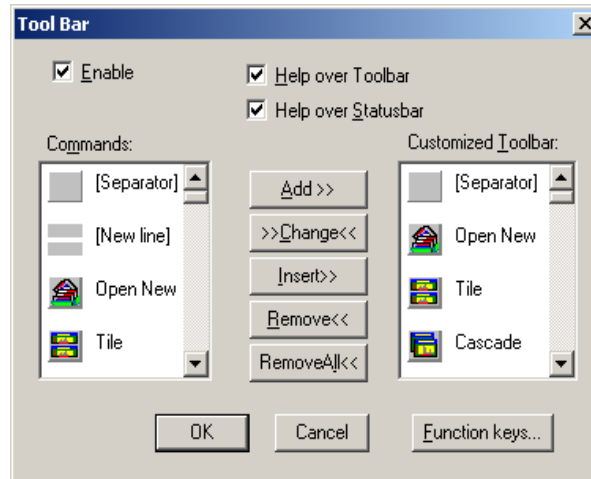 Tool Bar
Enable
Help over Toolbar
Help over Statusbar
Commands:
Customized Toolbar:
[Separator]
[New line]
Open New
Tile
Add >>
>>Change<<
Insert>>
Remove<<
RemoveAll<<
[Separator]
Open New
Tile
Cascade
OK
Cancel
Function keys...